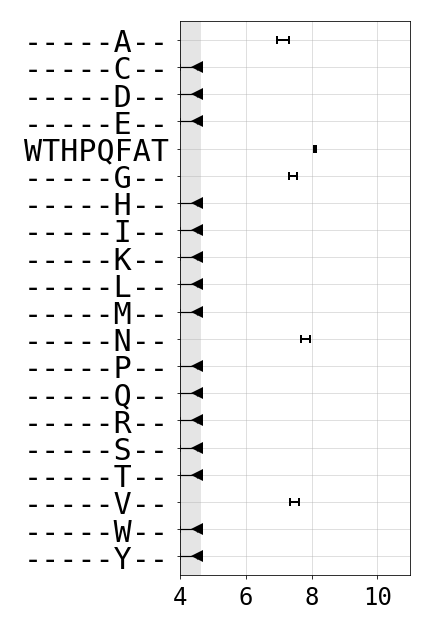 -----A--
-----C--
-----D--
-----E--
WTHPQFAT
-----G--
-----H--
-----I--
-----K--
-----L--
-----M--
-----N--
-----P--
-----Q--
-----R--
-----S--
-----T--
-----V--
-----W--
-----Y--
4 6 8 10